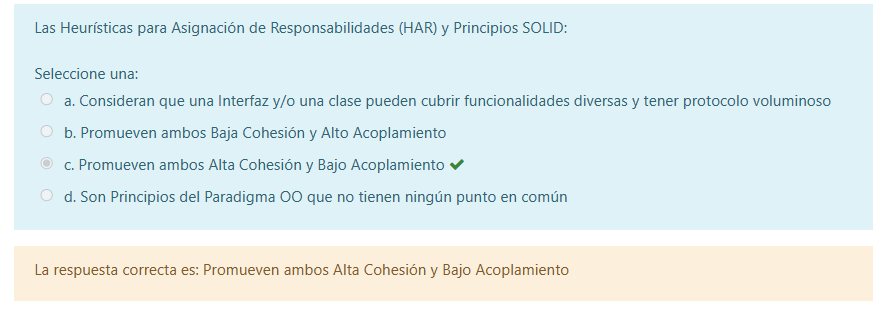 Las Heurísticas para Asignación de Responsabilidades (HAR) y Principios SOLID:
Seleccione una:
a. Consideran que una Interfaz y/o una clase pueden cubrir funcionalidades diversas y tener protocolo voluminoso
b. Promueven ambos Baja Cohesión y Alto Acoplamiento
c. Promueven ambos Alta Cohesión y Bajo Acoplamiento
d. Son Principios del Paradigma OO que no tienen ningún punto en común
La respuesta correcta es: Promueven ambos Alta Cohesión y Bajo Acoplamiento